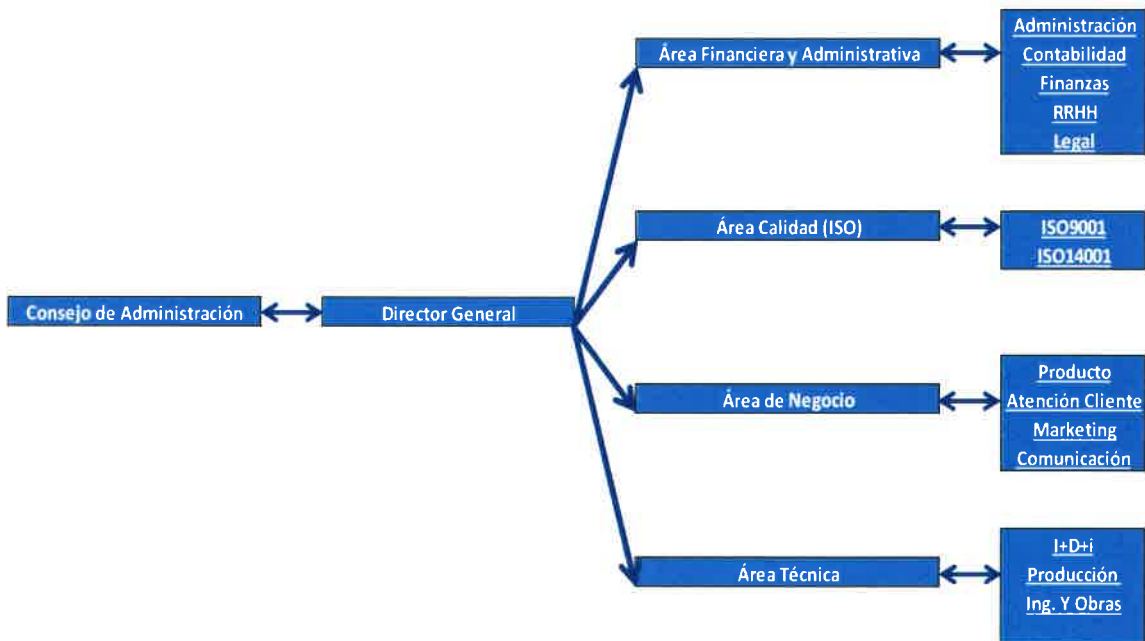 Consejo de Administración
Director General
Área Financiera y Administrativa
Administración
Contabilidad
Finanzas
RRHH
Legal
Área Calidad (ISO)
ISO9001
ISO14001
Área de Negocio
Producto
Atención Cliente
Marketing
Comunicación
Área Técnica
I+D+i
Producción
Ing. Y Obras